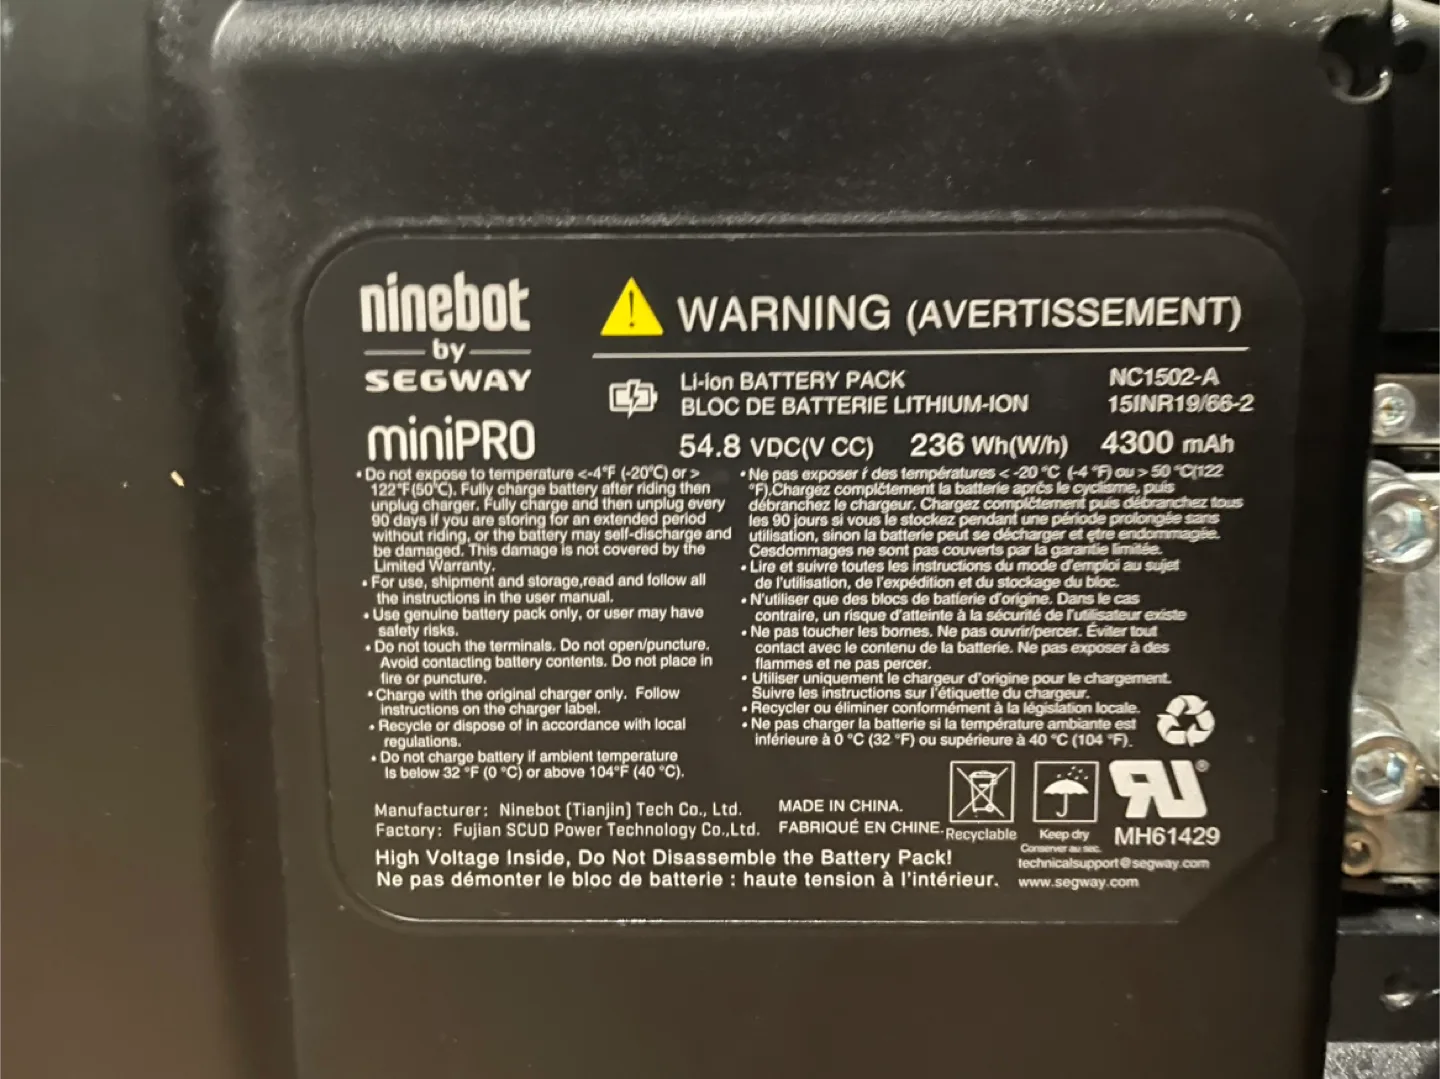 ninebot
by
SEGWAY
miniPRO
WARNING (AVERTISSEMENT)
Li-ion BATTERY PACK
BLOC DE BATTERIE LITHIUM-ION
NC1502-A
15INR19/66-2
54.8 VDC(V CC) 236 Wh(W/h) 4300 mAh
• Do not expose to temperature <-4°F (-20°C) or >
122°F(50°C). Fully charge battery after riding then
unplug charger. Fully charge and then unplug every
90 days if you are storing for an extended period
without riding, or the battery may self-discharge and
be damaged. This damage is not covered by the
Limited Warranty.
• For use, shipment and storage,read and follow all
the instructions in the user manual.
• Use genuine battery pack only, or user may have
safety risks.
• Do not touch the terminals. Do not open/puncture.
Avoid contacting battery contents. Do not place in
fire or puncture.
• Charge with the original charger only. Follow
instructions on the charger label.
• Recycle or dispose of in accordance with local
regulations.
• Do not charge battery if ambient temperature
Is below 32 °F (0 °C) or above 104°F (40 °C).
• Ne pas exposer ŕ des températures < -20 °C (-4 °F) ou > 50 °C(122
°F).Chargez complčtement la batterie aprčs le cyclisme, puis
débranchez le chargeur. Chargez complčtement puis débranchez tous
les 90 jours si vous le stockez pendant une période prolongée sans
utilisation, sinon la batterie peut se décharger et ętre endommagée.
Cesdommages ne sont pas couverts par la garantie limitée.
• Lire et suivre toutes les instructions du mode d'emploi au sujet
de l'utilisation, de l'expédition et du stockage du bloc.
• N'utiliser que des blocs de batterie d'origine. Dans le cas
contraire, un risque d'atteinte à la sécurité de l'utilisateur existe
• Ne pas toucher les bornes. Ne pas ouvrir/percer. Éviter tout
contact avec le contenu de la batterie. Ne pas exposer à des
flammes et ne pas percer.
• Utiliser uniquement le chargeur d'origine pour le chargement.
Suivre les instructions sur l'étiquette du chargeur.
• Recycler ou éliminer conformément à la législation locale.
• Ne pas charger la batterie si la température ambiante est
inférieure à 0 °C (32 °F) ou supérieure à 40 °C (104 °F).
Manufacturer: Ninebot (Tianjin) Tech Co., Ltd.
Factory: Fujian SCUD Power Technology Co.,Ltd.
MADE IN CHINA.
FABRIQUÉ EN CHINE.
Recyclable
Keep dry
Conserver au sec.
RU®
MH61429
High Voltage Inside, Do Not Disassemble the Battery Pack!
Ne pas démonter le bloc de batterie : haute tension à l'intérieur.
technicalsupport@segway.com
www.segway.com